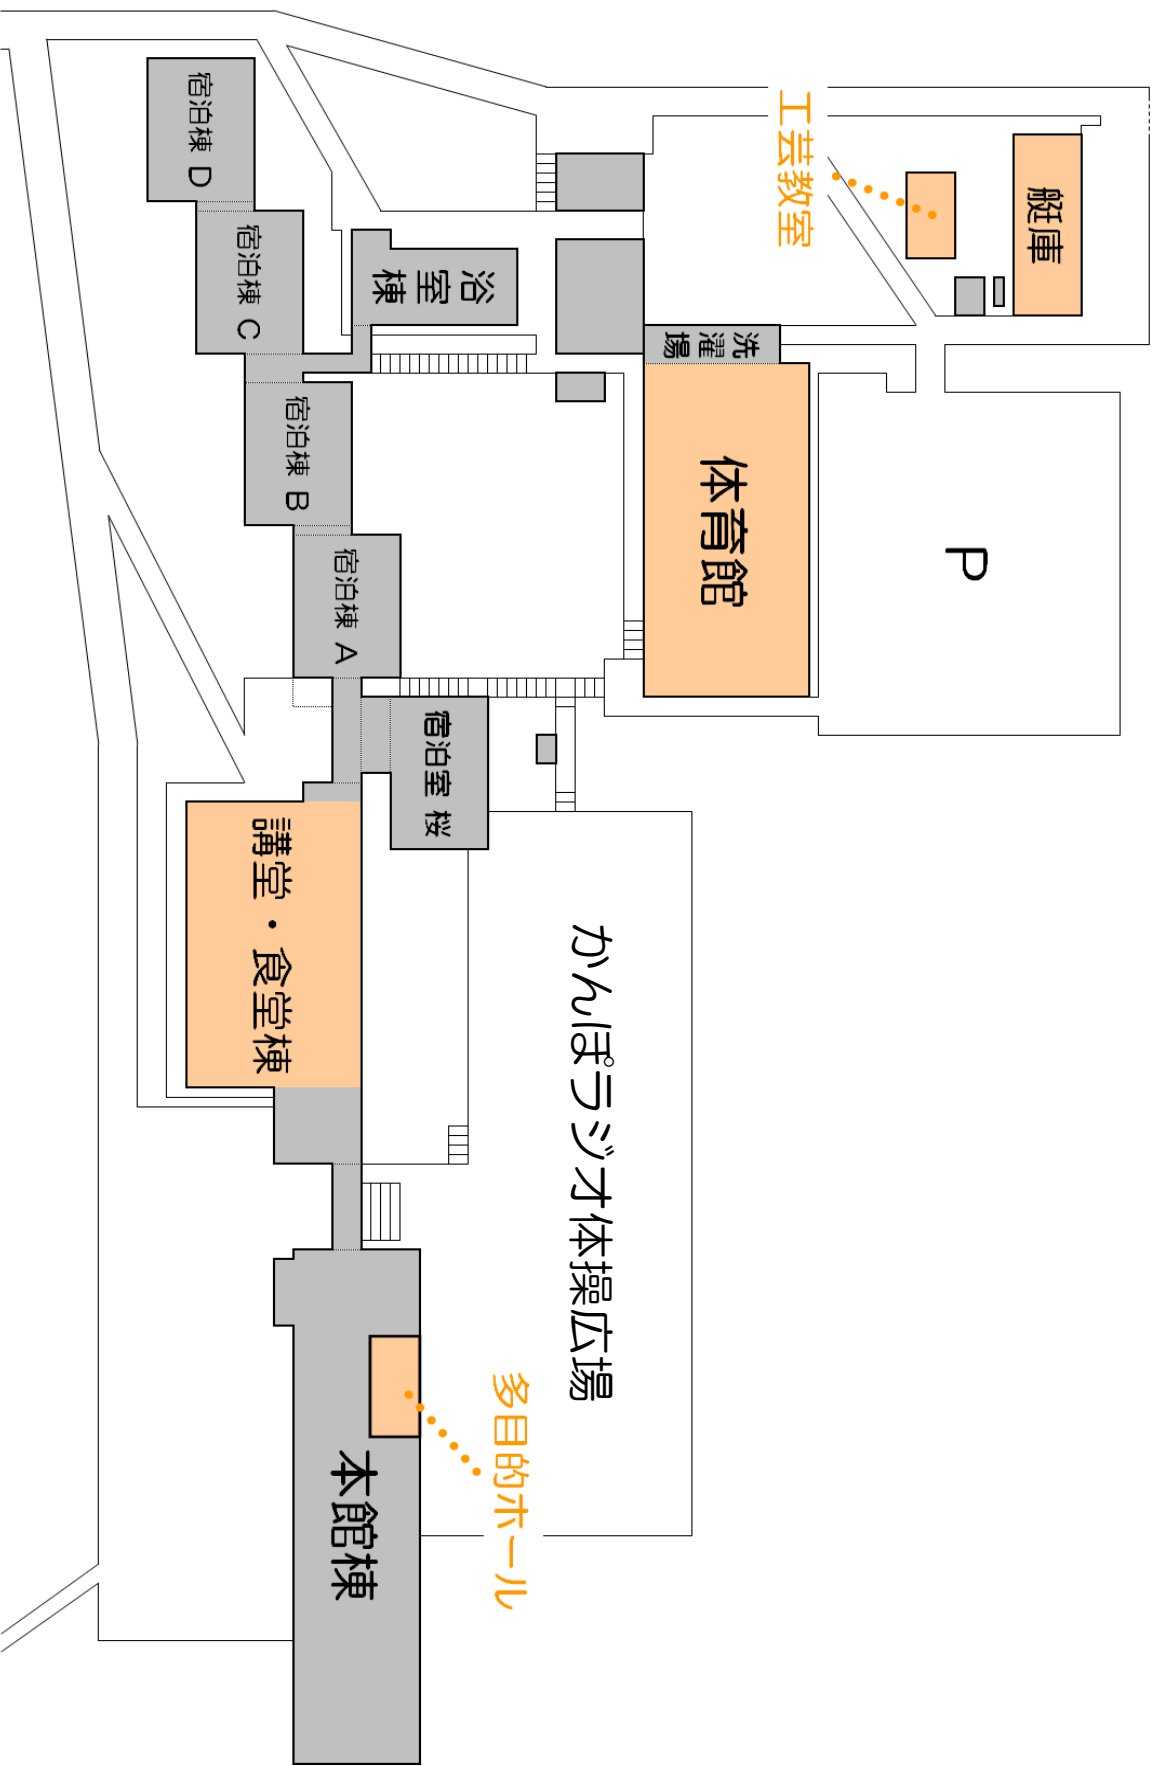 艇庫
工芸教室
P
体育館
洗
濯
場
浴
室
棟
宿泊棟 D
宿泊棟 C
宿泊棟 B
宿泊棟 A
宿泊室 桜
講堂・食堂棟
かんぽラジオ体操広場
多目的ホール
本館棟